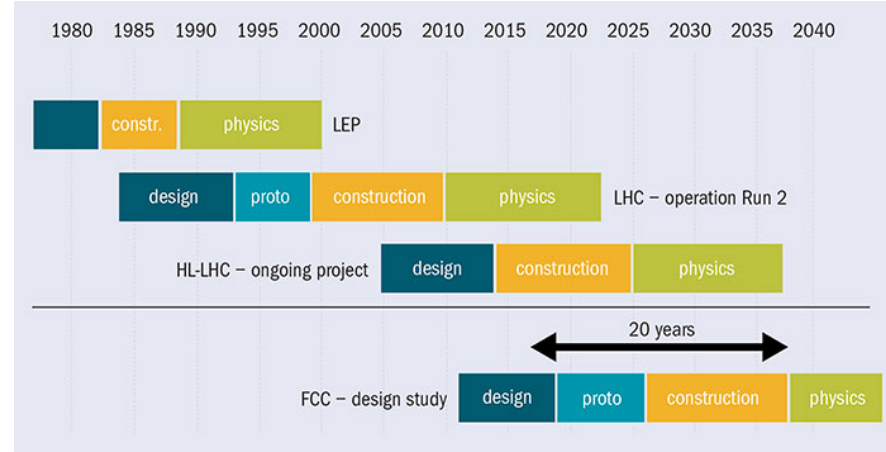 1980 1985 1990 1995 2000 2005 2010 2015 2020 2025 2030 2035 2040
constr. physics LEP
design proto construction physics LHC – operation Run 2
HL-LHC – ongoing project design construction physics
20 years
FCC – design study design proto construction physics